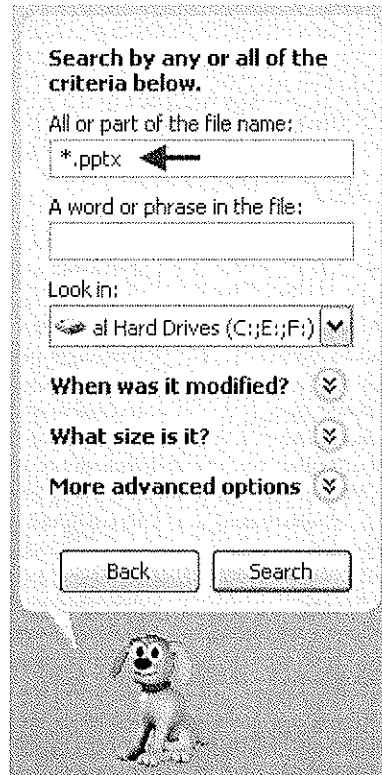 Search by any or all of the
criteria below.
All or part of the file name:
*.pptx
A word or phrase in the file:
Look in:
al Hard Drives (C:;E:;F:)
When was it modified?
What size is it?
More advanced options
Back
Search